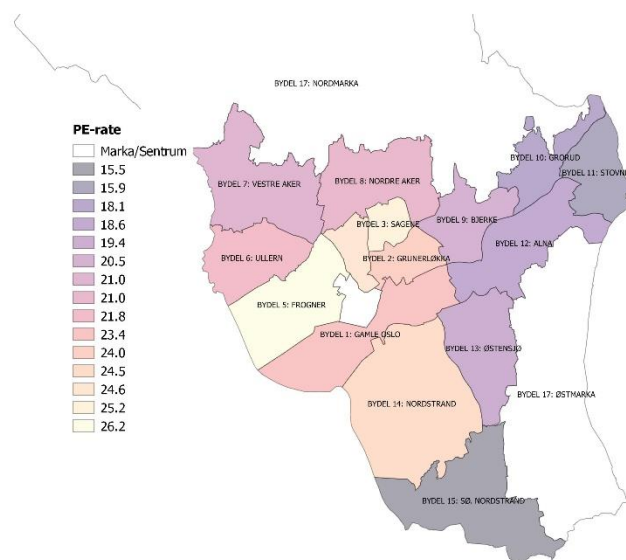 BYDEL 17: NORDMARKA
PE-rate
Marka/Sentrum
15.5
15.9
18.1
18.6
19.4
20.5
21.0
21.0
21.8
23.4
24.0
24.5
24.6
25.2
26.2
BYDEL 10: GRORUD
BYDEL 11: STOVNER
BYDEL 7: VESTRE AKER
BYDEL 8: NORDRE AKER
BYDEL 9: BJERKE
BYDEL 3: SAGENE
BYDEL 12: ALNA
BYDEL 6: ULLERN
BYDEL 2: GRUNERLØKKA
BYDEL 5: FROGNER
BYDEL 1: GAMLE OSLO
BYDEL 13: ØSTENSJØ
BYDEL 17: ØSTMARKA
BYDEL 14: NORDSTRAND
BYDEL 15: SØ. NORDSTRAND